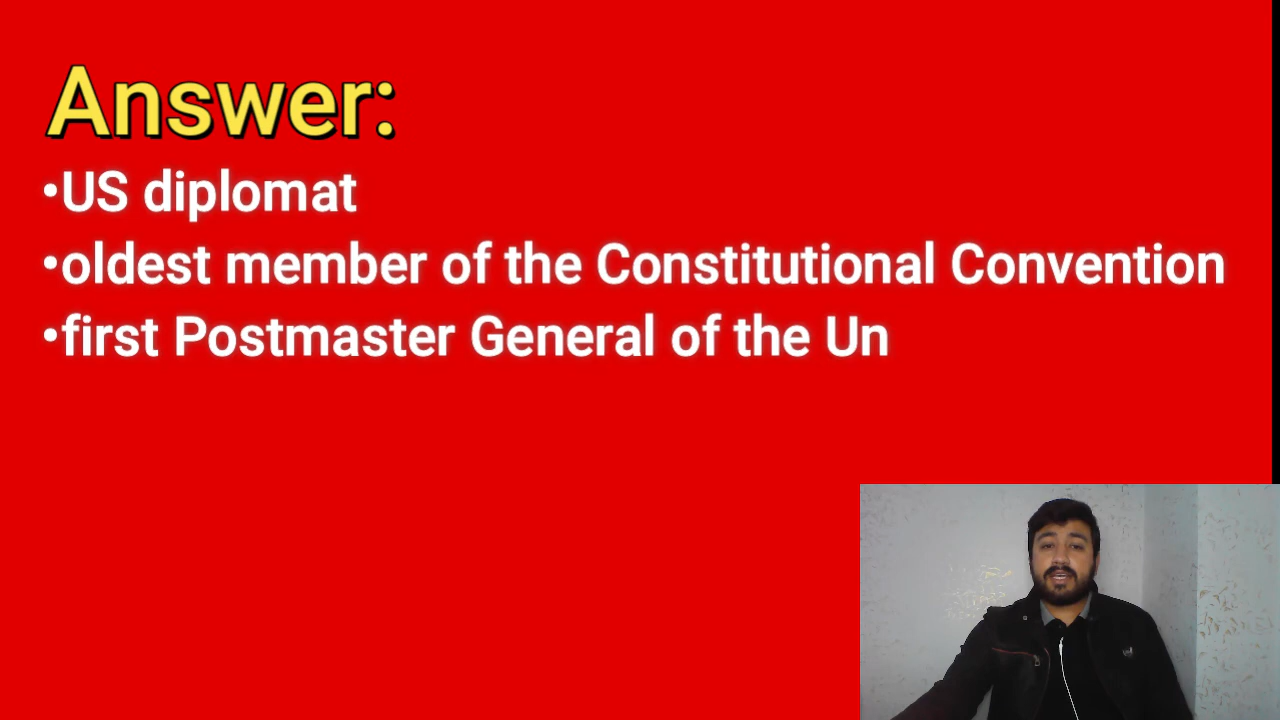 Answer:
•US diplomat
•oldest member of the Constitutional Convention
•first Postmaster General of the Un